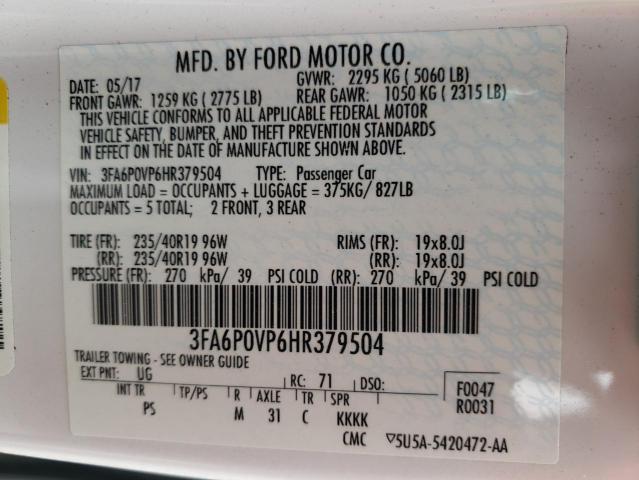 MFD. BY FORD MOTOR CO.
DATE: 05/17 GVWR: 2295 KG ( 5060 LB)
FRONT GAWR: 1259 KG ( 2775 LB) REAR GAWR: 1050 KG ( 2315 LB)
THIS VEHICLE CONFORMS TO ALL APPLICABLE FEDERAL MOTOR
VEHICLE SAFETY, BUMPER, AND THEFT PREVENTION STANDARDS
IN EFFECT ON THE DATE OF MANUFACTURE SHOWN ABOVE.
VIN: 3FA6P0VP6HR379504 TYPE: Passenger Car
MAXIMUM LOAD = OCCUPANTS + LUGGAGE = 375KG/ 827LB
OCCUPANTS = 5 TOTAL; 2 FRONT, 3 REAR
TIRE (FR): 235/40R19 96W RIMS (FR): 19x8.0J
(RR): 235/40R19 96W (RR): 19x8.0J
PRESSURE (FR): 270 kPa/ 39 PSI COLD (RR): 270 kPa/ 39 PSI COLD
3FA6P0VP6HR379504
TRAILER TOWING - SEE OWNER GUIDE
EXT PNT: UG RC: 71 DSO: F0047
R0031
INT TR TP/PS R AXLE TR SPR
PS M 31 C KKKK
CMC ▽5U5A-5420472-AA